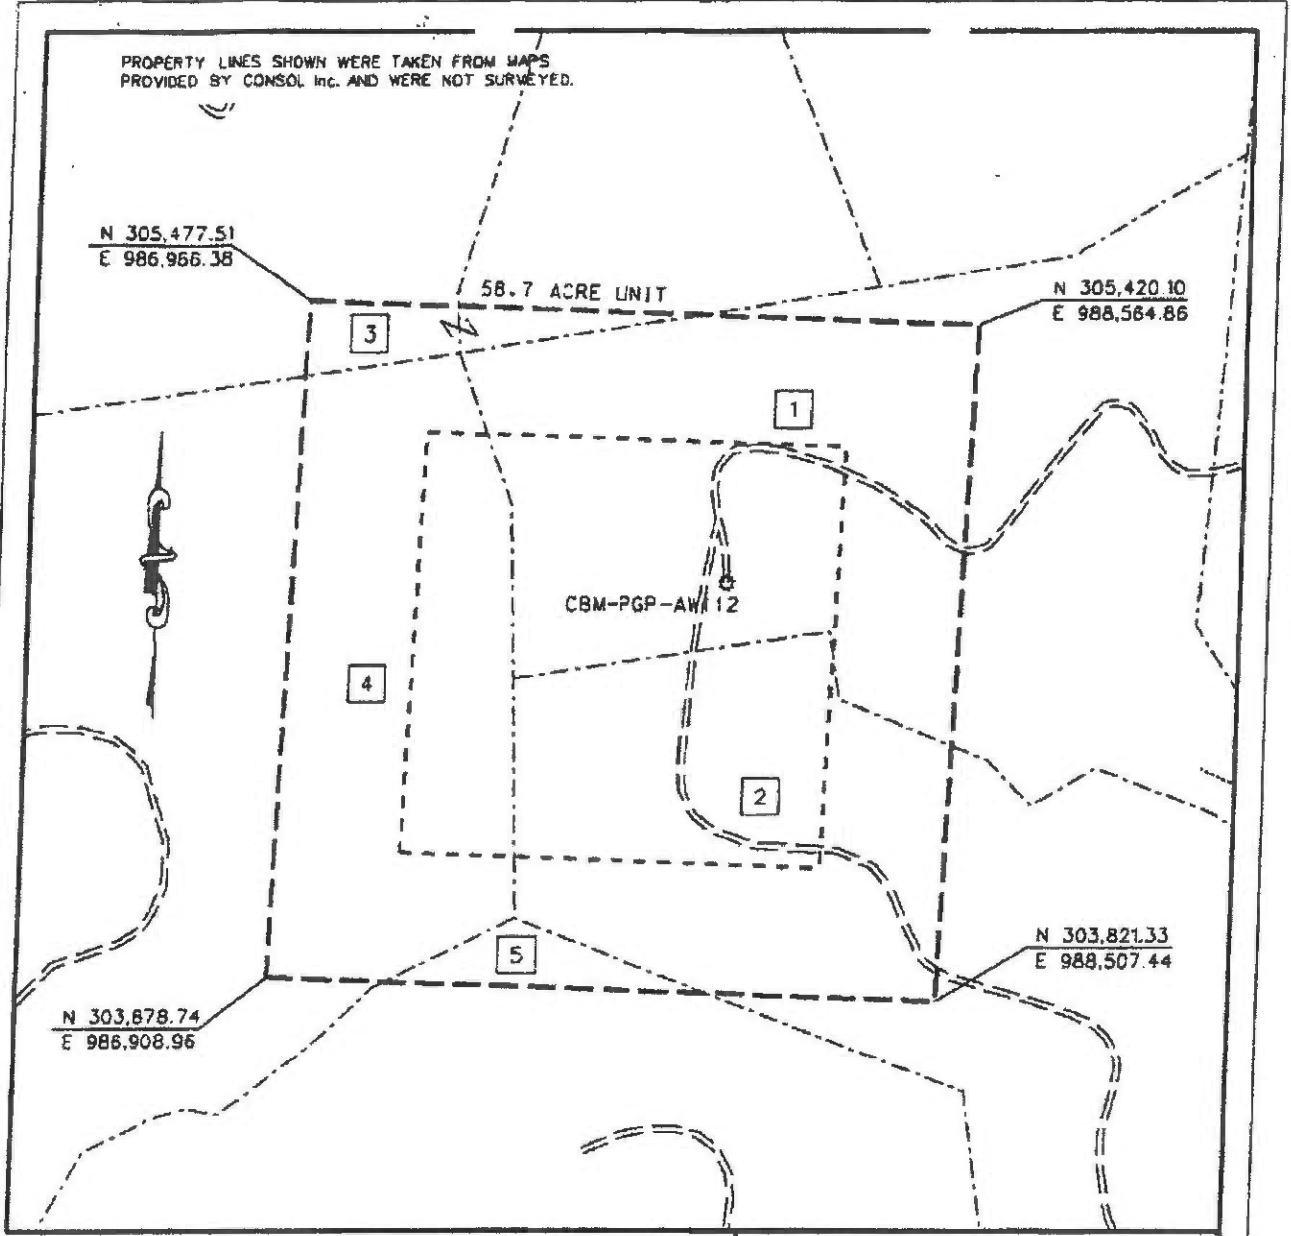 PROPERTY LINES SHOWN WERE TAKEN FROM MAPS
PROVIDED BY CONSOL Inc. AND WERE NOT SURVEYED.
N 305,477.51
E 986,966.38
58.7 ACRE UNIT
N 305,420.10
E 988,564.86
3
1
CBM-PGP-AW112
4
2
5
N 303,821.33
E 988,507.44
N 303,878.74
E 986,908.96